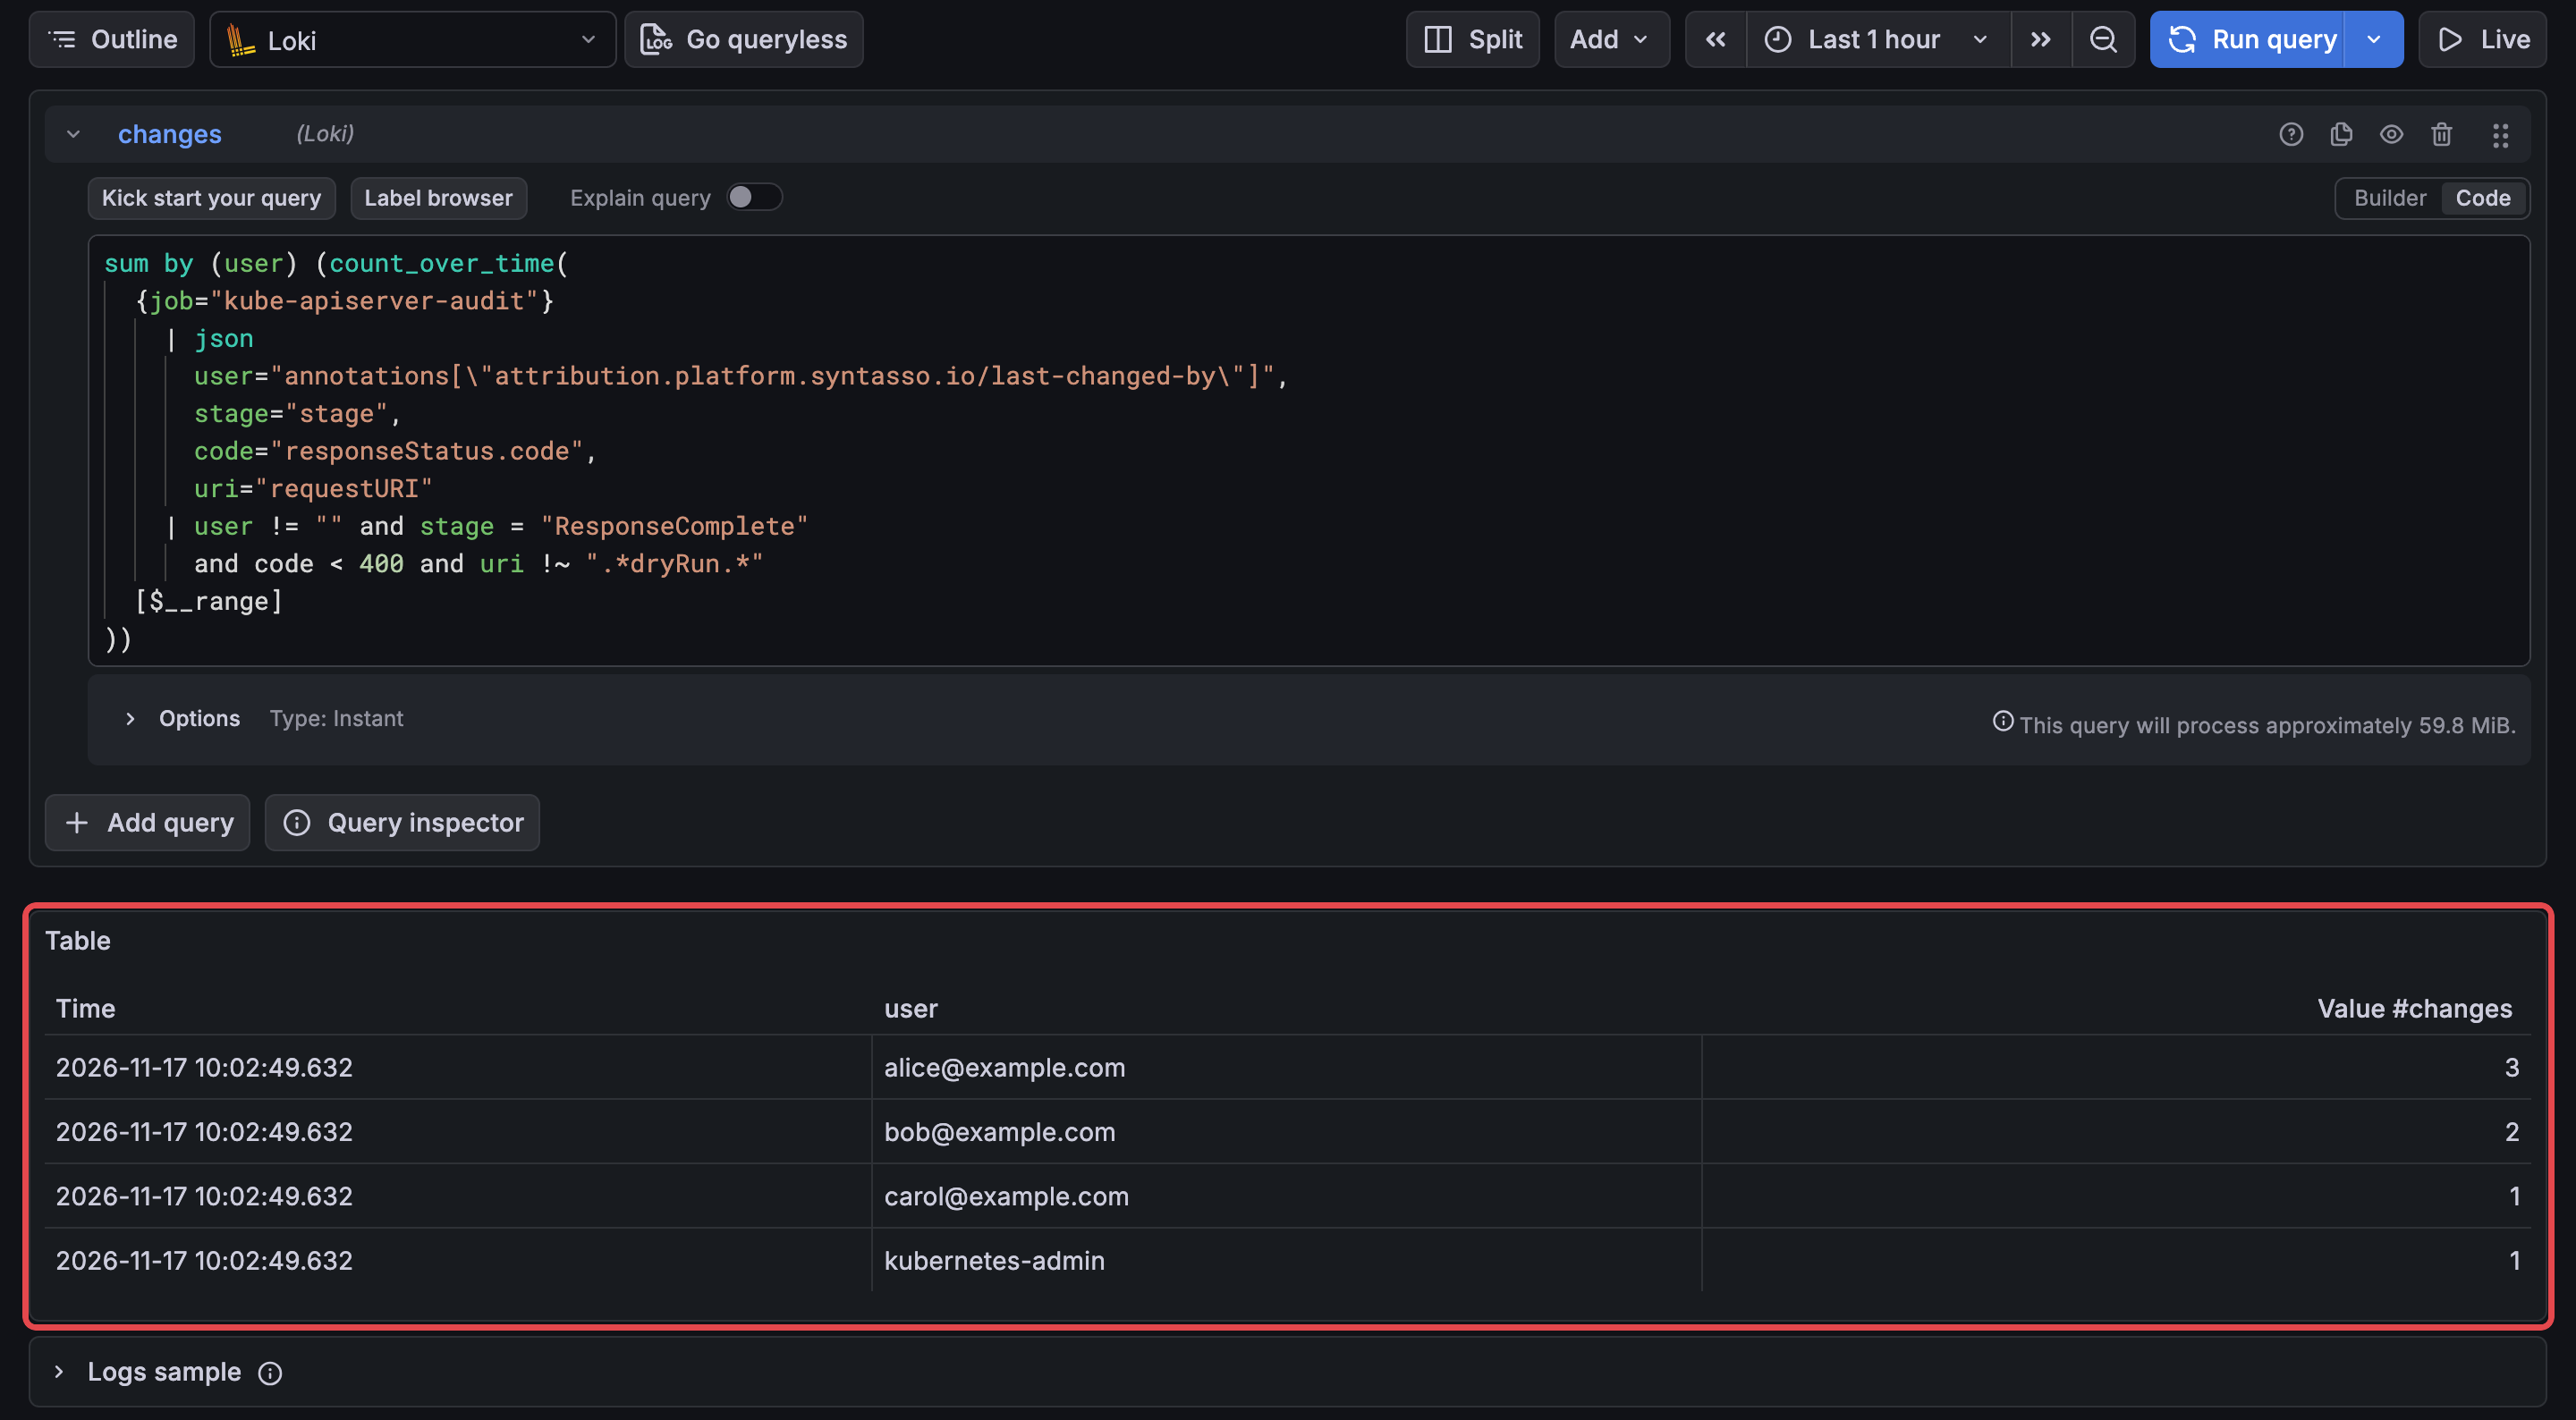 Outline
Loki
Go queryless
Split
Add
Last 1 hour
Run query
Live
changes (Loki)
Kick start your query
Label browser
Explain query
Builder
Code
sum by (user) (count_over_time(
{job="kube-apiserver-audit"}
| json
user="annotations[\"attribution.platform.syntasso.io/last-changed-by\"]",
stage="stage",
code="responseStatus.code",
uri="requestURI"
| user != "" and stage = "ResponseComplete"
and code < 400 and uri !~ ".*dryRun.*"
[$__range]
))
Options Type: Instant
This query will process approximately 59.8 MiB.
Add query
Query inspector
Table
Time user Value #changes
2026-11-17 10:02:49.632 alice@example.com 3
2026-11-17 10:02:49.632 bob@example.com 2
2026-11-17 10:02:49.632 carol@example.com 1
2026-11-17 10:02:49.632 kubernetes-admin 1
Logs sample